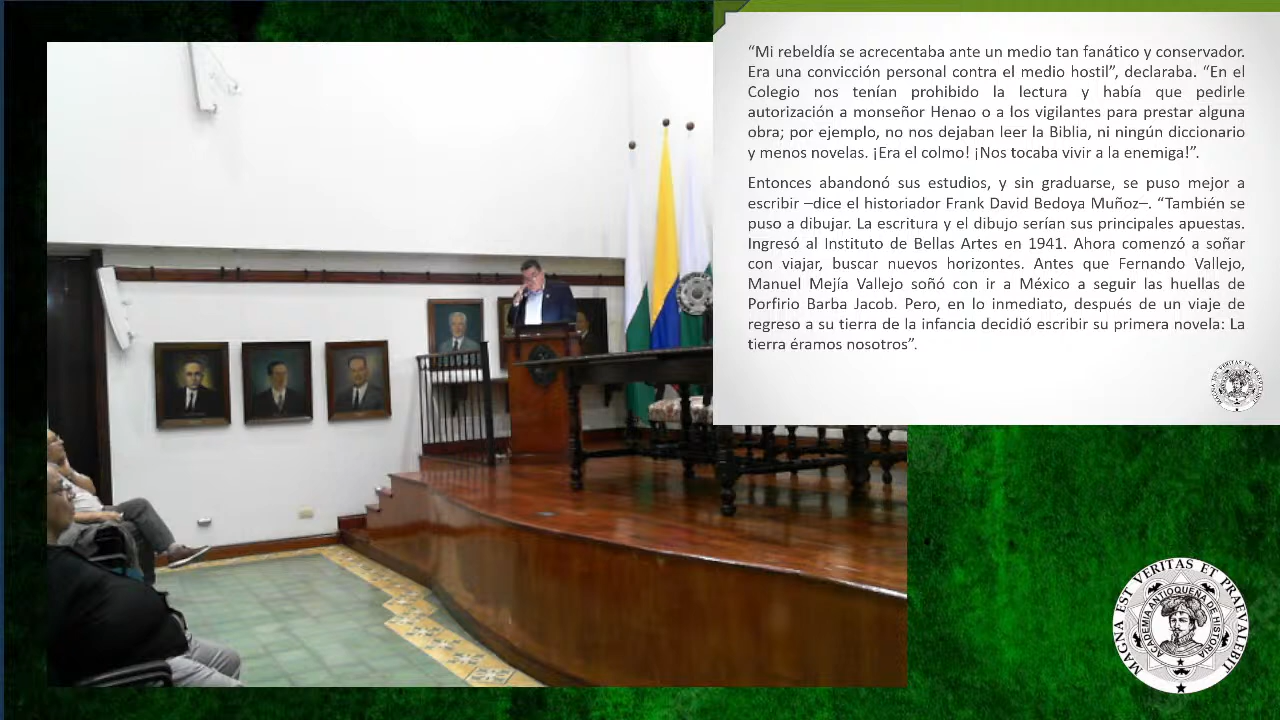 “Mi rebeldía se acrecentaba ante un medio tan fanático y conservador.
Era una convicción personal contra el medio hostil”, declaraba. “En el
Colegio nos tenían prohibido la lectura y había que pedirle
autorización a monseñor Henao o a los vigilantes para prestar alguna
obra; por ejemplo, no nos dejaban leer la Biblia, ni ningún diccionario
y menos novelas. ¡Era el colmo! ¡Nos tocaba vivir a la enemiga!”.
Entonces abandonó sus estudios, y sin graduarse, se puso mejor a
escribir –dice el historiador Frank David Bedoya Muñoz–. “También se
puso a dibujar. La escritura y el dibujo serían sus principales apuestas.
Ingresó al Instituto de Bellas Artes en 1941. Ahora comenzó a soñar
con viajar, buscar nuevos horizontes. Antes que Fernando Vallejo,
Manuel Mejía Vallejo soñó con ir a México a seguir las huellas de
Porfirio Barba Jacob. Pero, en lo inmediato, después de un viaje de
regreso a su tierra de la infancia decidió escribir su primera novela: La
tierra éramos nosotros”.
MAGNA EST VERITAS ET PRAEVALEBIT
ACADEMIA ANTIOQUEÑA DE HISTORIA